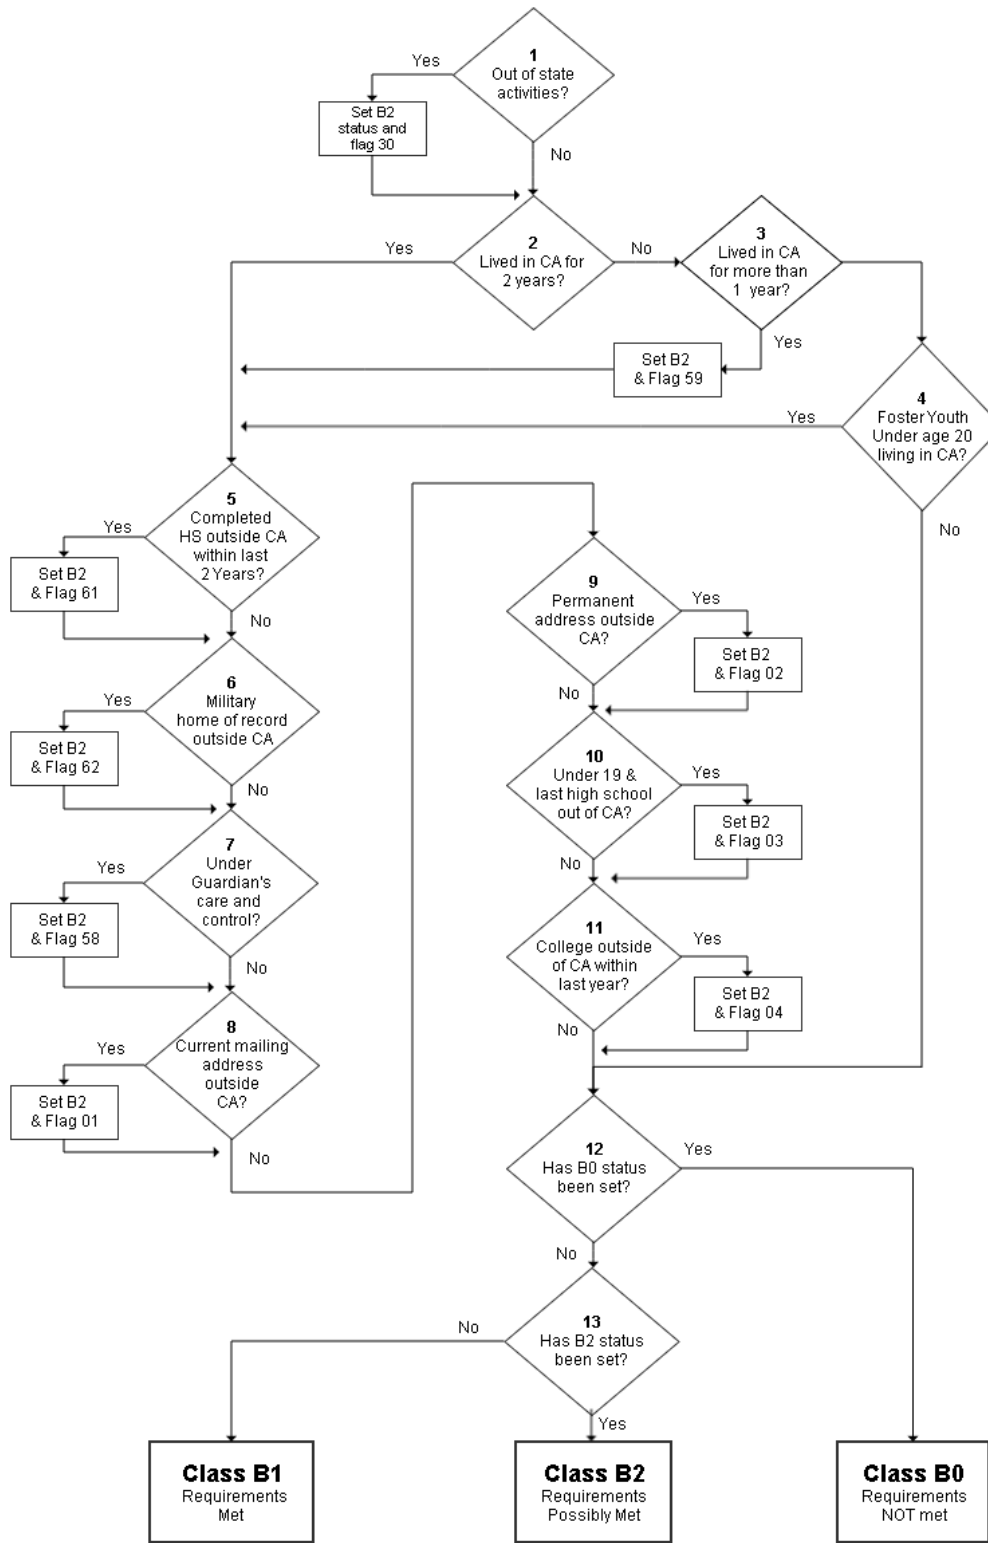 1
Out of state
activities?
Yes
Set B2
status and
flag 30
No
2
Lived in CA for
2 years?
Yes
No
3
Lived in CA
for more than
1 year?
Yes
Set B2
& Flag 59
4
Foster Youth
Under age 20
living in CA?
Yes
No
5
Completed
HS outside CA
within last
2 Years?
Yes
Set B2
& Flag 61
No
6
Military
home of record
outside CA
Yes
Set B2
& Flag 62
No
7
Under
Guardian's
care and
control?
Yes
Set B2
& Flag 58
No
8
Current mailing
address
outside
CA?
Yes
Set B2
& Flag 01
No
9
Permanent
address outside
CA?
Yes
Set B2
& Flag 02
No
10
Under 19 &
last high school
out of CA?
Yes
Set B2
& Flag 03
No
11
College outside
of CA within
last year?
Yes
Set B2
& Flag 04
No
12
Has B0 status
been set?
Yes
No
13
Has B2 status
been set?
No
Yes
Class B1
Requirements
Met
Class B2
Requirements
Possibly Met
Class B0
Requirements
NOT met